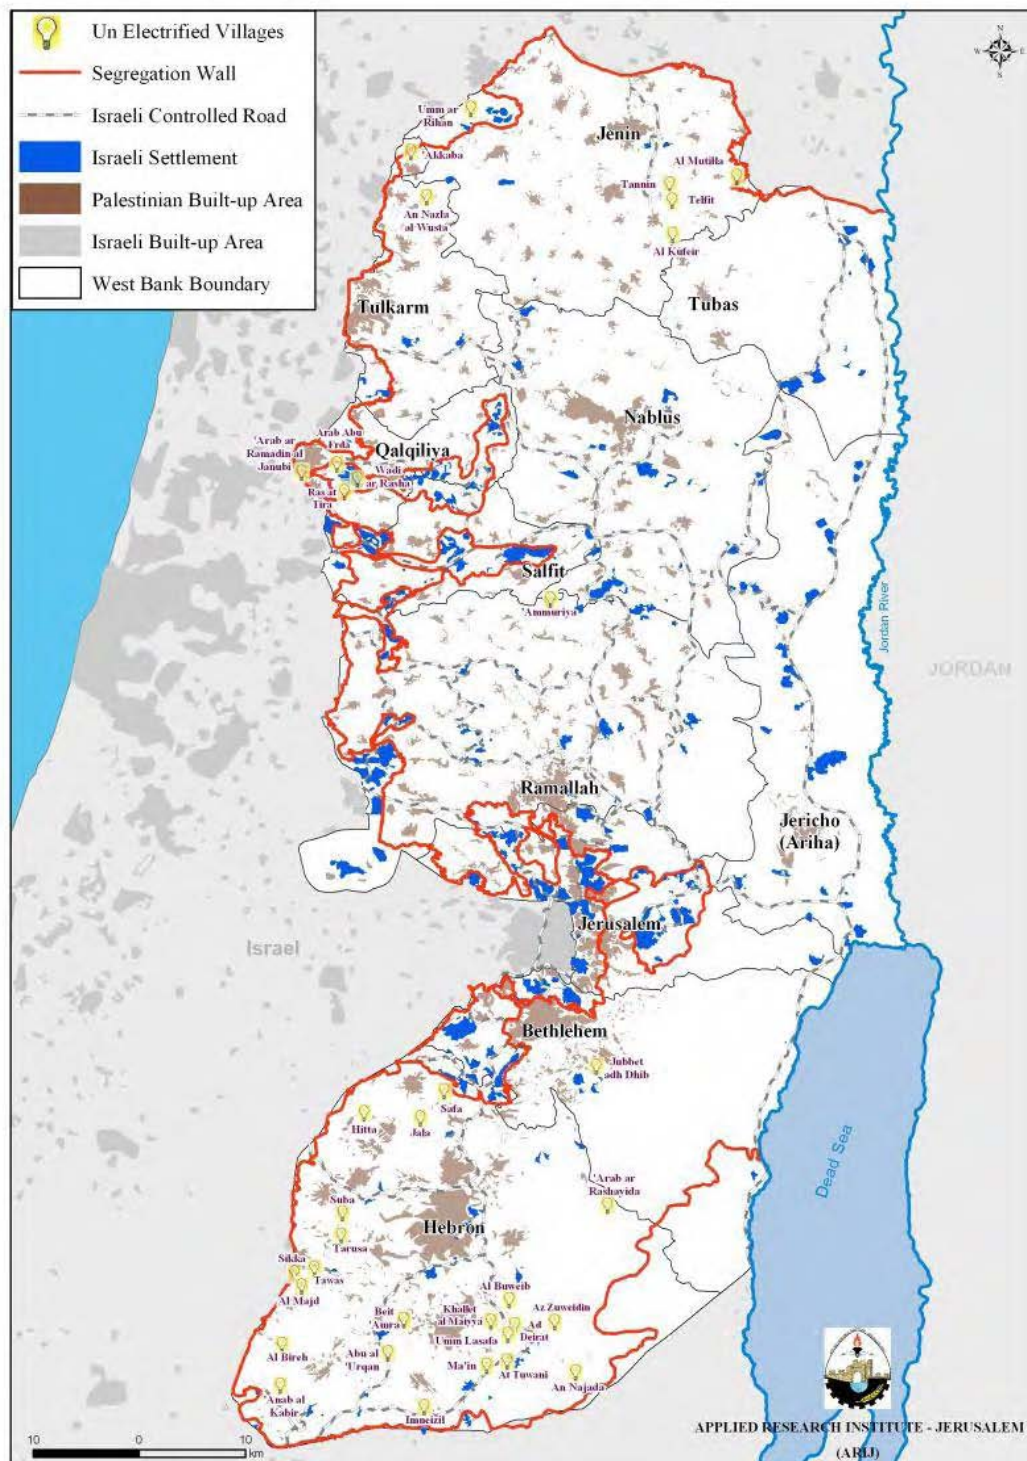 Un Electrified Villages
Segregation Wall
Israeli Controlled Road
Israeli Settlement
Palestinian Built-up Area
Israeli Built-up Area
West Bank Boundary
N
W
E
S
Umm ar
Rihan
'Akkaba
An Nazla
al Wusta
Jenin
Al Mutilla
Tannin
Telfit
Al Kufeir
Tulkarm
Tubas
Nablus
'Arab ar
Ramadin al
Janubi
Arab Abu
Frda
Qalqiliya
Wadi
ar Rasha
Ras at
Tira
Salfit
'Ammuriya
Jordan River
JORDAN
Ramallah
Jericho
(Ariha)
Jerusalem
Israel
Bethlehem
Jubbet
adh Dhib
Safa
Hitta
Jala
Dead Sea
'Arab ar
Rashayida
Suba
Hebron
Tarusa
Sikka
Tawas
Al Majd
Al Buweib
Beit
'Amra
Khallet
al Maiyya
Az Zuweidin
Ad
Deirat
Umm Lasafa
Al Bireh
Abu al
'Urqan
Ma'in
At Tuwani
An Najada
'Anab al
Kabir
Imneizil
APPLIED RESEARCH INSTITUTE - JERUSALEM
(ARIJ)
10 0 10
km